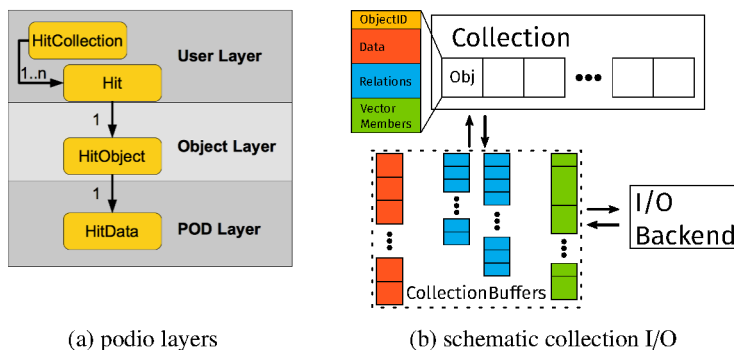 HitCollection
User Layer
1..n
Hit
1
HitObject
Object Layer
1
HitData
POD Layer
(a) podio layers
ObjectID
Data
Relations
Vector
Members
Collection
Obj
CollectionBuffers
I/O
Backend
(b) schematic collection I/O